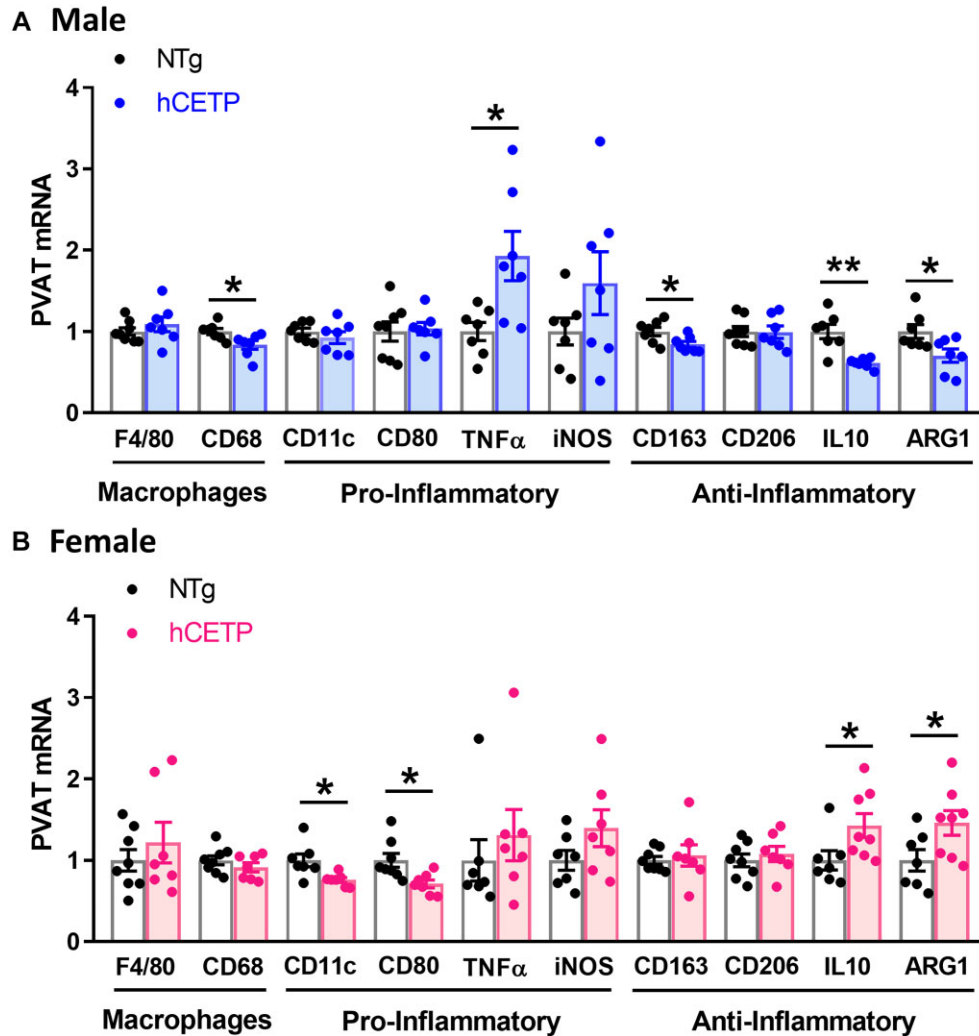 A Male
NTg
hCETP
PVAT mRNA
4
3
2
1
0
*
*
*
**
*
F4/80 CD68 CD11c CD80 TNFα iNOS CD163 CD206 IL10 ARG1
Macrophages Pro-Inflammatory Anti-Inflammatory
B Female
NTg
hCETP
PVAT mRNA
4
3
2
1
0
*
*
*
*
F4/80 CD68 CD11c CD80 TNFα iNOS CD163 CD206 IL10 ARG1
Macrophages Pro-Inflammatory Anti-Inflammatory